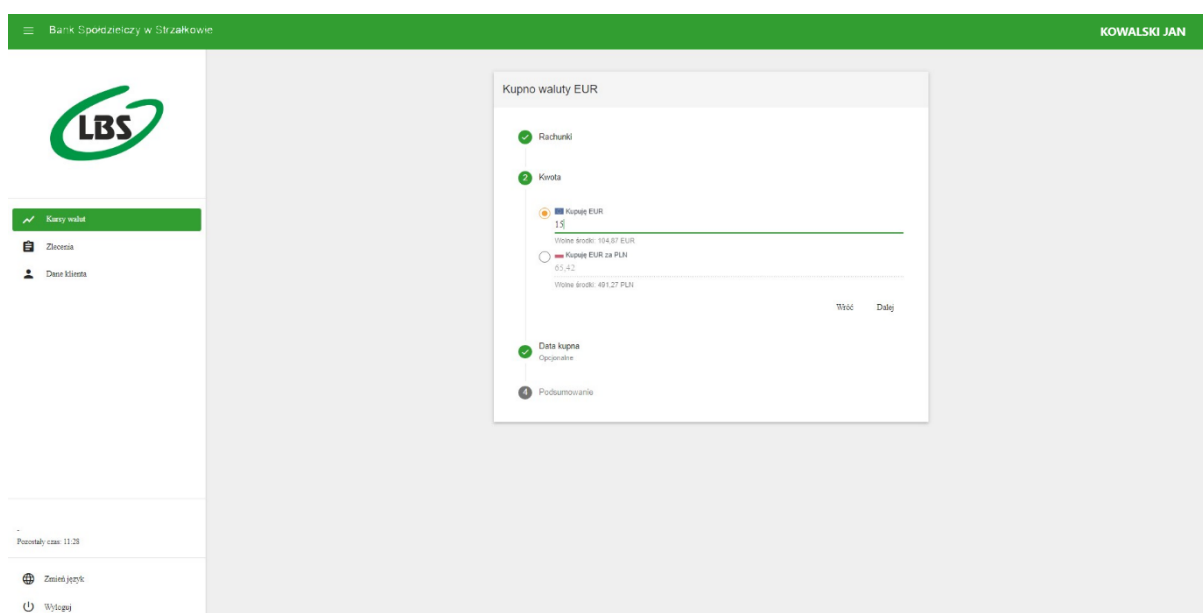 Bank Spółdzielczy w Strzałkowie
KOWALSKI JAN
LBS
Kursy walut
Zlecenia
Dane klienta
Kupno waluty EUR
Rachunki
2 Kwota
Kupuję EUR
15
Wolne środki: 104,87 EUR
Kupuję EUR za PLN
65,42
Wolne środki: 491,27 PLN
Wróć Dalej
Data kupna
Opcjonalne
4 Podsumowanie
-
Pozostały czas: 11:28
Zmień język
Wyloguj